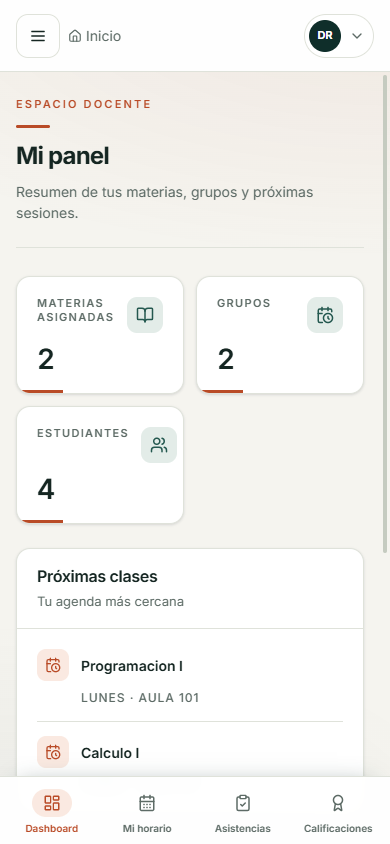 Inicio
DR
ESPACIO DOCENTE
Mi panel
Resumen de tus materias, grupos y próximas
sesiones.
MATERIAS
ASIGNADAS
2
GRUPOS
2
ESTUDIANTES
4
Próximas clases
Tu agenda más cercana
Programacion I
LUNES · AULA 101
Calculo I
Dashboard
Mi horario
Asistencias
Calificaciones